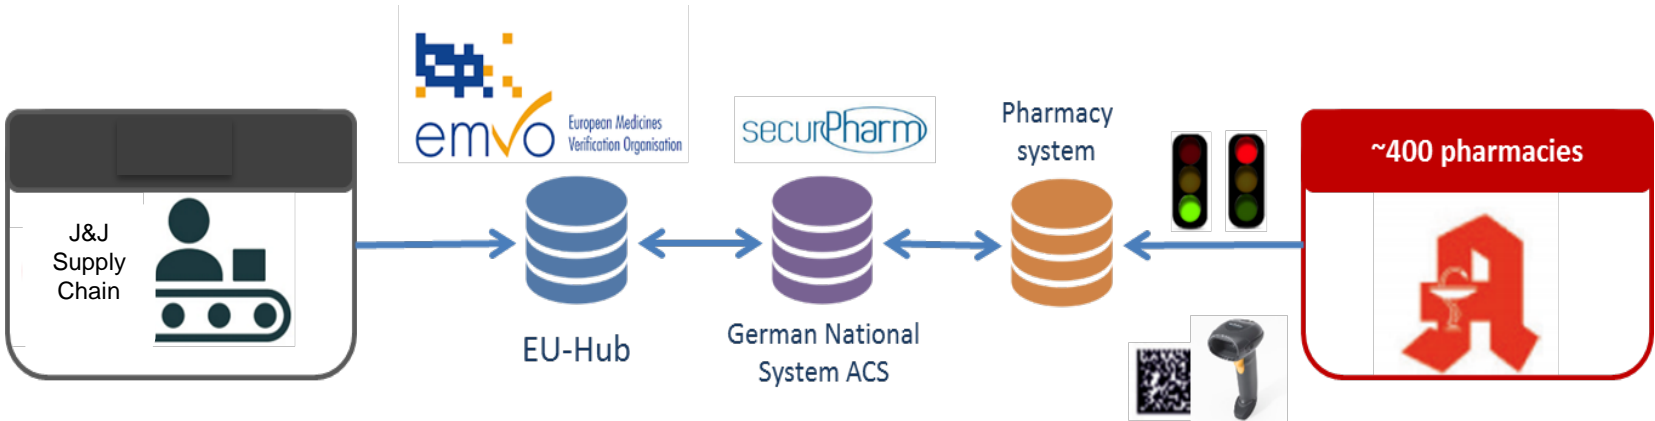 J&J
Supply
Chain
emvo
European Medicines
Verification Organisation
EU-Hub
securPharm
German National
System ACS
Pharmacy
system
~400 pharmacies